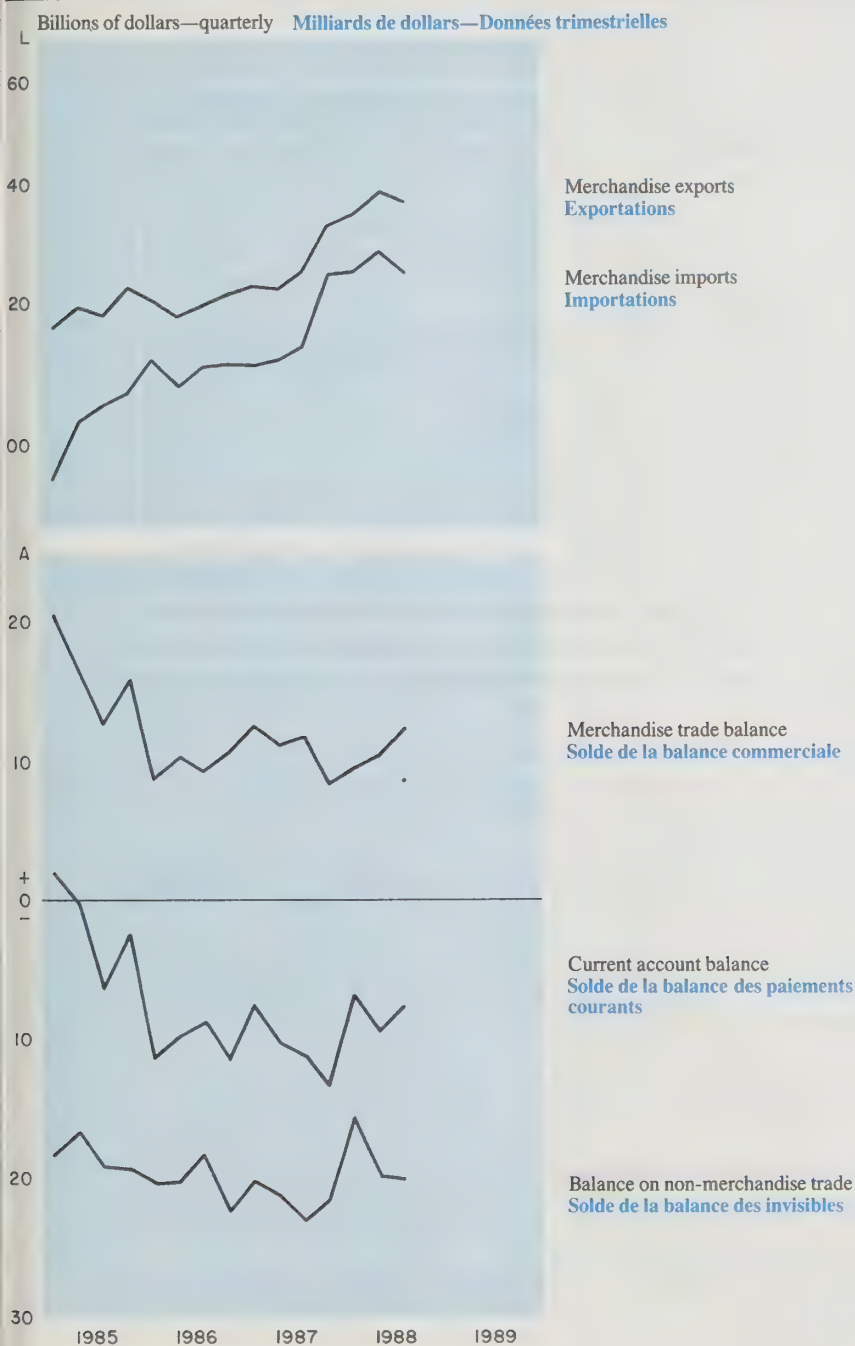 Billions of dollars—quarterly Milliards de dollars—Données trimestrielles
L
60
40
Merchandise exports
Exportations
Merchandise imports
Importations
20
00
A
20
Merchandise trade balance
Solde de la balance commerciale
10
+
0
–
Current account balance
Solde de la balance des paiements
courants
10
20
Balance on non-merchandise trade
Solde de la balance des invisibles
30
1985 1986 1987 1988 1989